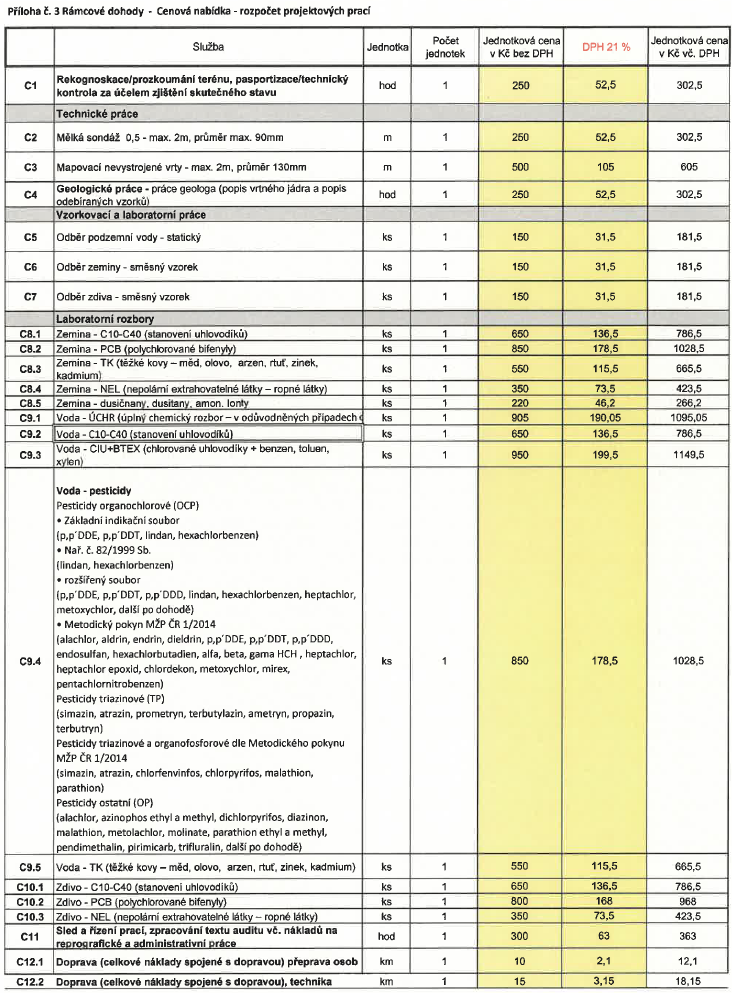 Příloha č. 3 Rámcové dohody - Cenová nabídka - rozpočet projektových prací
Služba Jednotka Počet jednotek Jednotková cena v Kč bez DPH DPH 21 % Jednotková cena v Kč vč. DPH
C1 Rekognoskace/prozkoumání terénu, pasportizace/technický kontrola za účelem zjištění skutečného stavu hod 1 250 52,5 302,5
Technické práce
C2 Mělká sondáž 0,5 - max. 2m, průměr max. 90mm m 1 250 52,5 302,5
C3 Mapovací nevystrojené vrty - max. 2m, průměr 130mm m 1 500 105 605
C4 Geologické práce - práce geologa (popis vrtného jádra a popis odebíraných vzorků) hod 1 250 52,5 302,5
Vzorkovací a laboratorní práce
C5 Odběr podzemní vody - statický ks 1 150 31,5 181,5
C6 Odběr zeminy - směsný vzorek ks 1 150 31,5 181,5
C7 Odběr zdiva - směsný vzorek ks 1 150 31,5 181,5
Laboratorní rozbory
C8.1 Zemina - C10-C40 (stanovení uhlovodíků) ks 1 650 136,5 786,5
C8.2 Zemina - PCB (polychlorované bifenyly) ks 1 850 178,5 1028,5
C8.3 Zemina - TK (těžké kovy – měd, olovo, arzen, rtuť, zinek, kadmium) ks 1 550 115,5 665,5
C8.4 Zemina - NEL (nepolární extrahovatelné látky – ropné látky) ks 1 350 73,5 423,5
C8.5 Zemina - dusičnany, dusitany, amon. Ionty ks 1 220 46,2 266,2
C9.1 Voda - ÚCHR (úplný chemický rozbor – v odůvodněných případech ks 1 905 190,05 1095,05
C9.2 Voda - C10-C40 (stanovení uhlovodíků) ks 1 650 136,5 786,5
C9.3 Voda - ClU+BTEX (chlorované uhlovodíky + benzen, toluen, xylen) ks 1 950 199,5 1149,5
Voda - pesticidy
Pesticidy organochlorové (OCP)
• Základní indikační soubor
(p,p´DDE, p,p´DDT, lindan, hexachlorbenzen)
• Nař. č. 82/1999 Sb.
(lindan, hexachlorbenzen)
• rozšířený soubor
(p,p´DDE, p,p´DDT, p,p´DDD, lindan, hexachlorbenzen, heptachlor,
metoxychlor, další po dohodě)
• Metodický pokyn MŽP ČR 1/2014
(alachlor, aldrin, endrin, dieldrin, p,p´DDE, p,p´DDT, p,p´DDD,
endosulfan, hexachlorbutadien, alfa, beta, gama HCH , heptachlor,
C9.4 heptachlor epoxid, chlordekon, metoxychlor, mirex, ks 1 850 178,5 1028,5
pentachlornitrobenzen)
Pesticidy triazinové (TP)
(simazin, atrazin, prometryn, terbutylazin, ametryn, propazin,
terbutryn)
Pesticidy triazinové a organofosforové dle Metodického pokynu
MŽP ČR 1/2014
(simazin, atrazin, chlorfenvinfos, chlorpyrifos, malathion,
parathion)
Pesticidy ostatní (OP)
(alachlor, azinophos ethyl a methyl, dichlorpyrifos, diazinon,
malathion, metolachlor, molinate, parathion ethyl a methyl,
pendimethalin, pirimicarb, trifluralin, další po dohodě)
C9.5 Voda - TK (těžké kovy – měd, olovo, arzen, rtuť, zinek, kadmium) ks 1 550 115,5 665,5
C10.1 Zdivo - C10-C40 (stanovení uhlovodíků) ks 1 650 136,5 786,5
C10.2 Zdivo - PCB (polychlorované bifenyly) ks 1 800 168 968
C10.3 Zdivo - NEL (nepolární extrahovatelné látky – ropné látky) ks 1 350 73,5 423,5
C11 Sled a řízení prací, zpracování textu auditu vč. nákladů na reprografické a administrativní práce hod 1 300 63 363
C12.1 Doprava (celkové náklady spojené s dopravou) přeprava osob km 1 10 2,1 12,1
C12.2 Doprava (celkové náklady spojené s dopravou), technika km 1 15 3,15 18,15